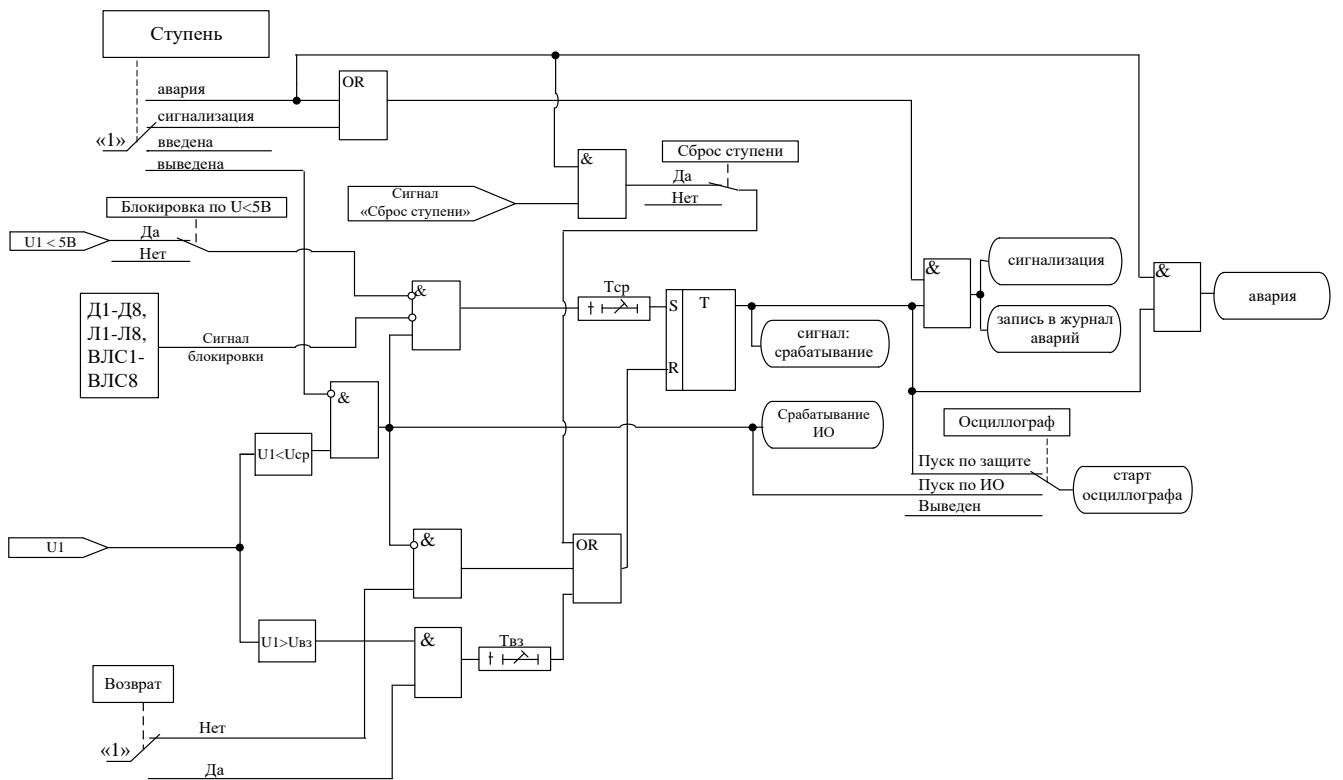 Ступень
авария
сигнализация
«1»
введена
выведена
OR
&
Сброс ступени
Да
Нет
Сигнал
«Сброс ступени»
Блокировка по U<5В
U1 < 5В
Да
Нет
&
Д1-Д8,
Л1-Л8,
ВЛС1-
ВЛС8
Сигнал
блокировки
Тср
S
T
R
сигнал:
срабатывание
&
сигнализация
запись в журнал
аварий
&
авария
&
U1<Uср
Срабатывание
ИО
Осциллограф
Пуск по защите
Пуск по ИО
Выведен
старт
осциллографа
U1
&
OR
U1>Uвз
&
Твз
Возврат
«1»
Нет
Да